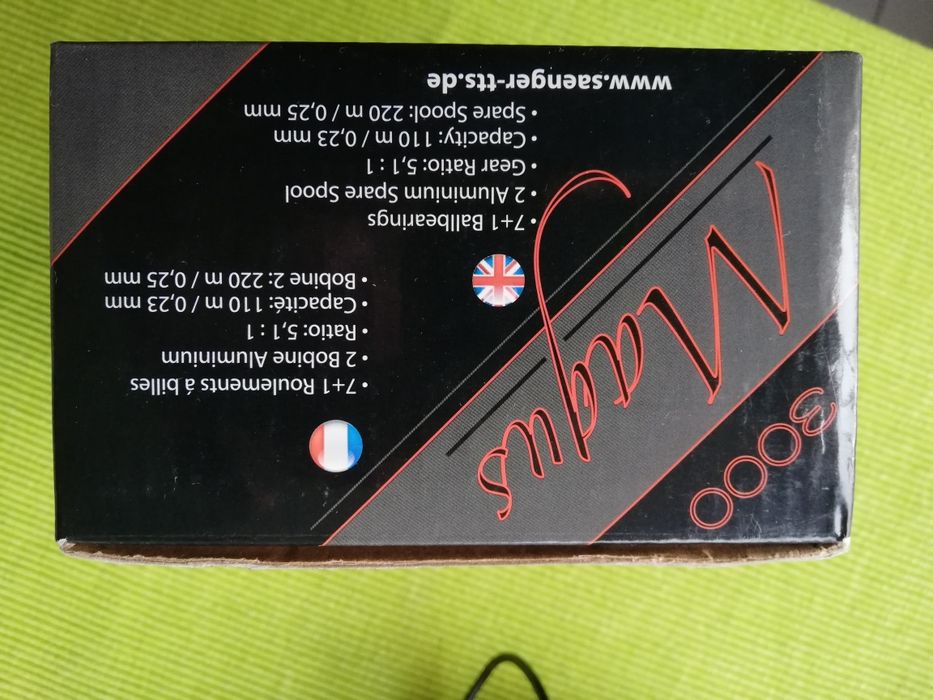 3000
Magus
• 7+1 Roulements á billes
• 2 Bobine Aluminium
• Ratio: 5,1 : 1
• Capacité: 110 m / 0,23 mm
• Bobine 2: 220 m / 0,25 mm
• 7+1 Ballbearings
• 2 Aluminium Spare Spool
• Gear Ratio: 5,1 : 1
• Capacity: 110 m / 0,23 mm
• Spare Spool: 220 m / 0,25 mm
www.saenger-tts.de